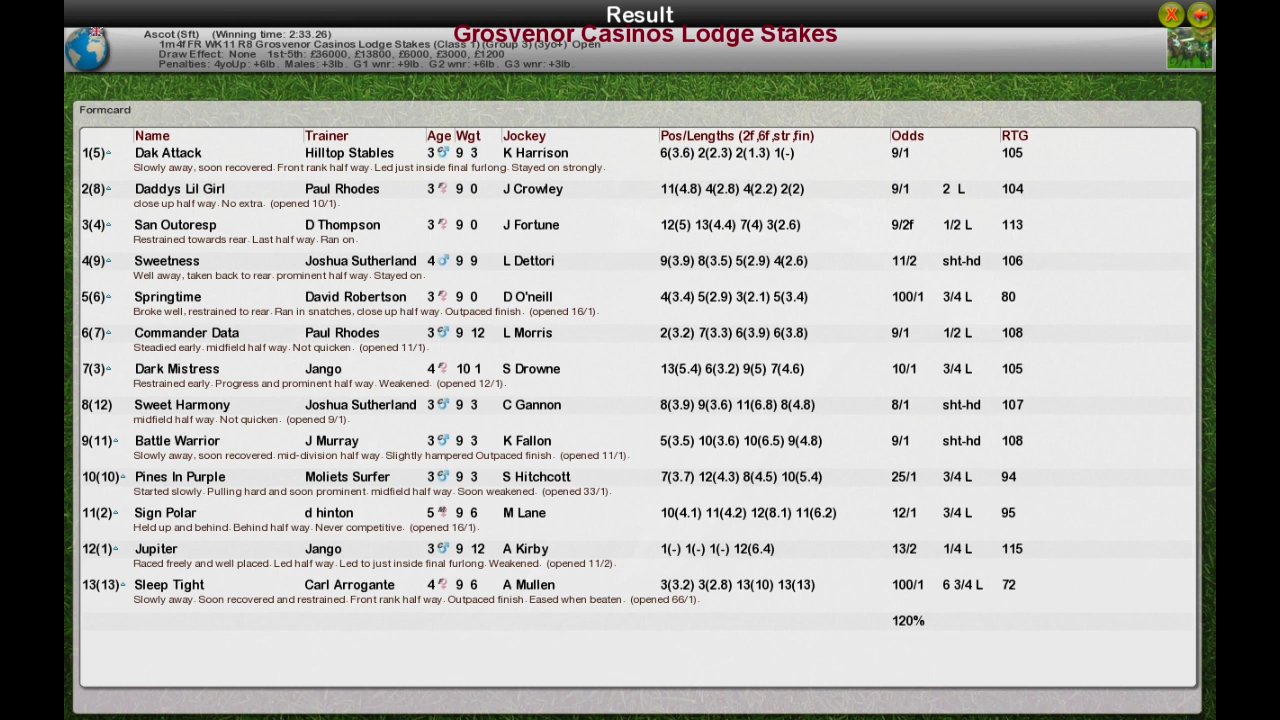 Result
Grosvenor Casinos Lodge Stakes
Ascot (Sft) (Winning time: 2:33.26)
1m4f FR WK11 R8 Grosvenor Casinos Lodge Stakes (Class 1) (Group 3) (3yo+) Open
Draw Effect: None 1st-5th: £36000, £13800, £6000, £3000, £1200
Penalties: 4yoUp: +6lb. Males: +3lb. G1 wnr: +9lb. G2 wnr: +6lb. G3 wnr: +3lb.
Formcard
Name Trainer Age Wgt Jockey Pos/Lengths (2f,6f,str,fin) Odds RTG
1(5) Dak Attack Hilltop Stables 3 9 3 K Harrison 6(3.6) 2(2.3) 2(1.3) 1(-) 9/1 105
Slowly away, soon recovered. Front rank half way. Led just inside final furlong. Stayed on strongly.
2(8) Daddys Lil Girl Paul Rhodes 3 9 0 J Crowley 11(4.8) 4(2.8) 4(2.2) 2(2) 9/1 2 L 104
close up half way. No extra. (opened 10/1).
3(4) San Outoresp D Thompson 3 9 0 J Fortune 12(5) 13(4.4) 7(4) 3(2.6) 9/2f 1/2 L 113
Restrained towards rear. Last half way. Ran on.
4(9) Sweetness Joshua Sutherland 4 9 9 L Dettori 9(3.9) 8(3.5) 5(2.9) 4(2.6) 11/2 sht-hd 106
Well away, taken back to rear. prominent half way. Stayed on.
5(6) Springtime David Robertson 3 9 0 D O'neill 4(3.4) 5(2.9) 3(2.1) 5(3.4) 100/1 3/4 L 80
Broke well, restrained to rear. Ran in snatches, close up half way. Outpaced finish. (opened 16/1).
6(7) Commander Data Paul Rhodes 3 9 12 L Morris 2(3.2) 7(3.3) 6(3.9) 6(3.8) 9/1 1/2 L 108
Steadied early. midfield half way. Not quicken. (opened 11/1).
7(3) Dark Mistress Jango 4 10 1 S Drowne 13(5.4) 6(3.2) 9(5) 7(4.6) 10/1 3/4 L 105
Restrained early. Progress and prominent half way. Weakened. (opened 12/1).
8(12) Sweet Harmony Joshua Sutherland 3 9 3 C Gannon 8(3.9) 9(3.6) 11(6.8) 8(4.8) 8/1 sht-hd 107
midfield half way. Not quicken. (opened 9/1).
9(11) Battle Warrior J Murray 3 9 3 K Fallon 5(3.5) 10(3.6) 10(6.5) 9(4.8) 9/1 sht-hd 108
Slowly away, soon recovered. mid-division half way. Slightly hampered Outpaced finish. (opened 11/1).
10(10) Pines In Purple Moliets Surfer 3 9 3 S Hitchcott 7(3.7) 12(4.3) 8(4.5) 10(5.4) 25/1 3/4 L 94
Started slowly. Pulling hard and soon prominent. midfield half way. Soon weakened. (opened 33/1).
11(2) Sign Polar d hinton 5 9 6 M Lane 10(4.1) 11(4.2) 12(8.1) 11(6.2) 12/1 3/4 L 95
Held up and behind. Behind half way. Never competitive. (opened 16/1).
12(1) Jupiter Jango 3 9 12 A Kirby 1(-) 1(-) 1(-) 12(6.4) 13/2 1/4 L 115
Raced freely and well placed. Led half way. Led to just inside final furlong. Weakened. (opened 11/2).
13(13) Sleep Tight Carl Arrogante 4 9 6 A Mullen 3(3.2) 3(2.8) 13(10) 13(13) 100/1 6 3/4 L 72
Slowly away. Soon recovered and restrained. Front rank half way. Outpaced finish. Eased when beaten. (opened 66/1).
120%